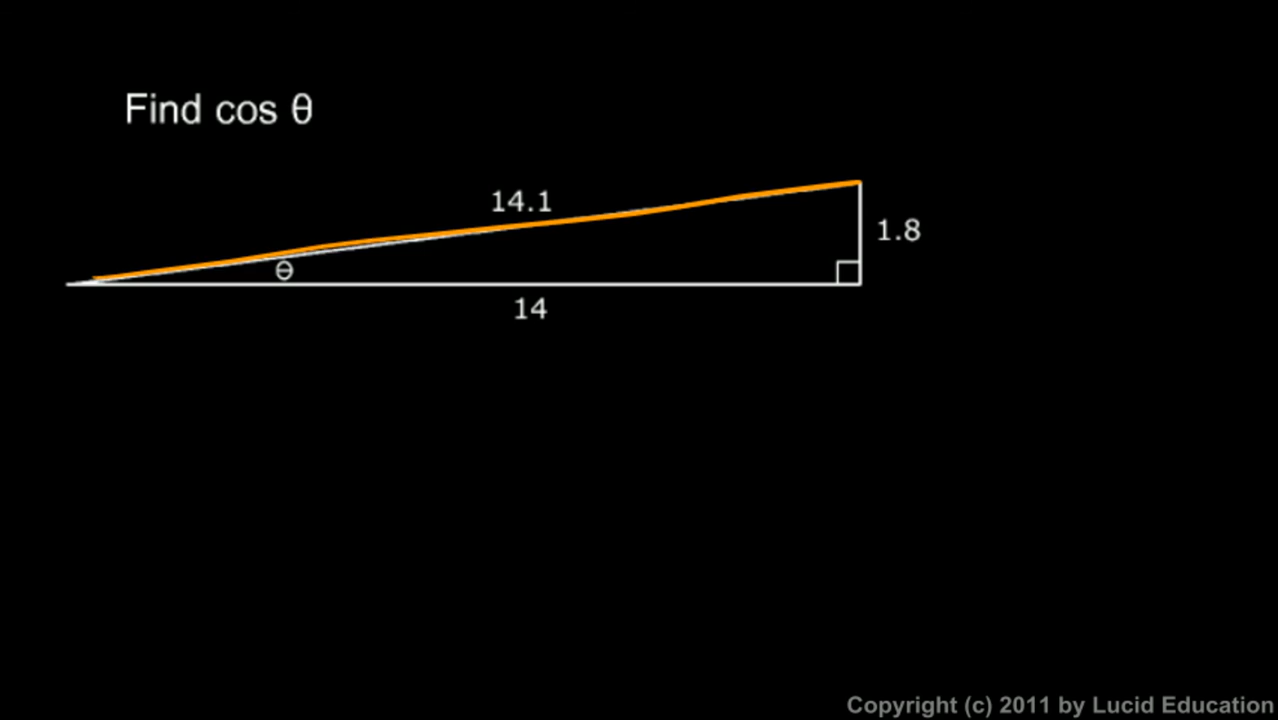 Find cos θ
14.1
1.8
θ
14
Copyright (c) 2011 by Lucid Education